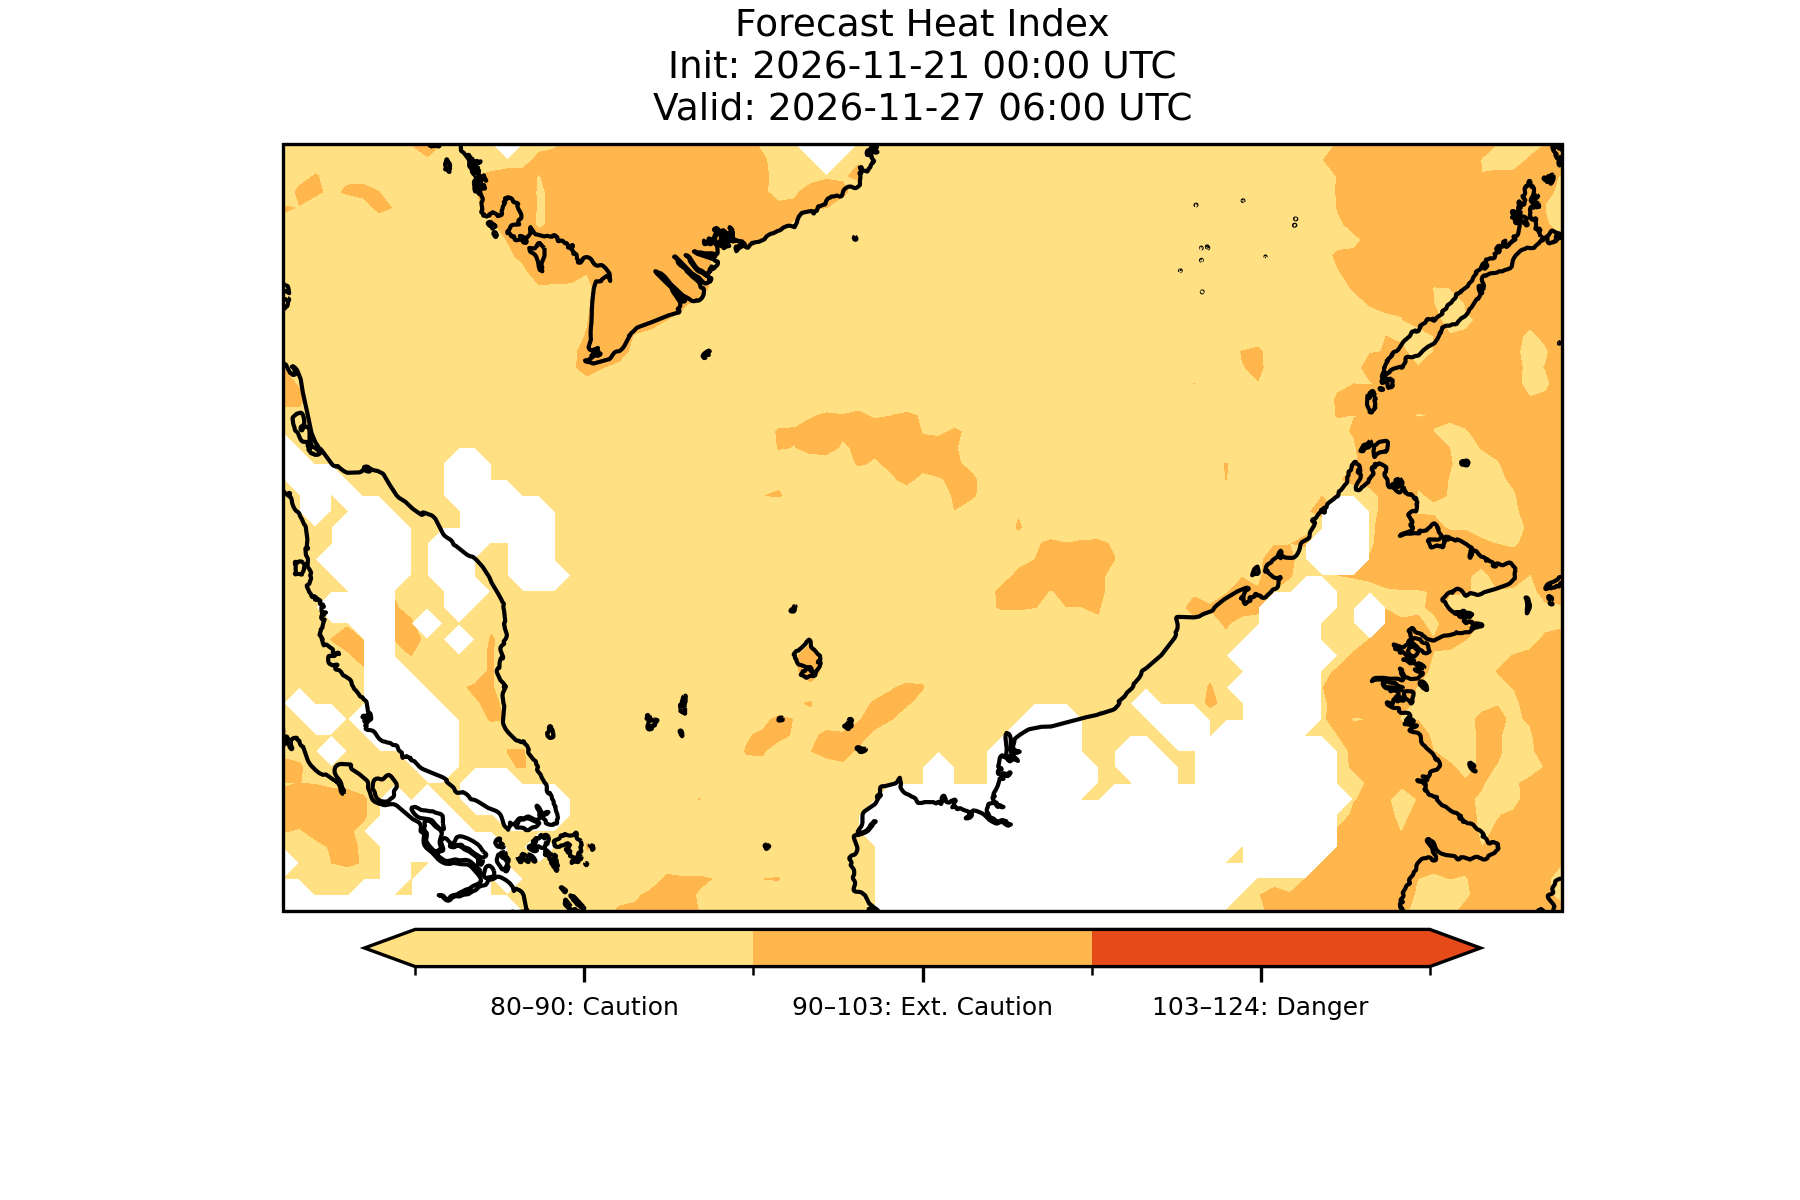 Forecast Heat Index
Init: 2026-11-21 00:00 UTC
Valid: 2026-11-27 06:00 UTC
80–90: Caution
90–103: Ext. Caution
103–124: Danger